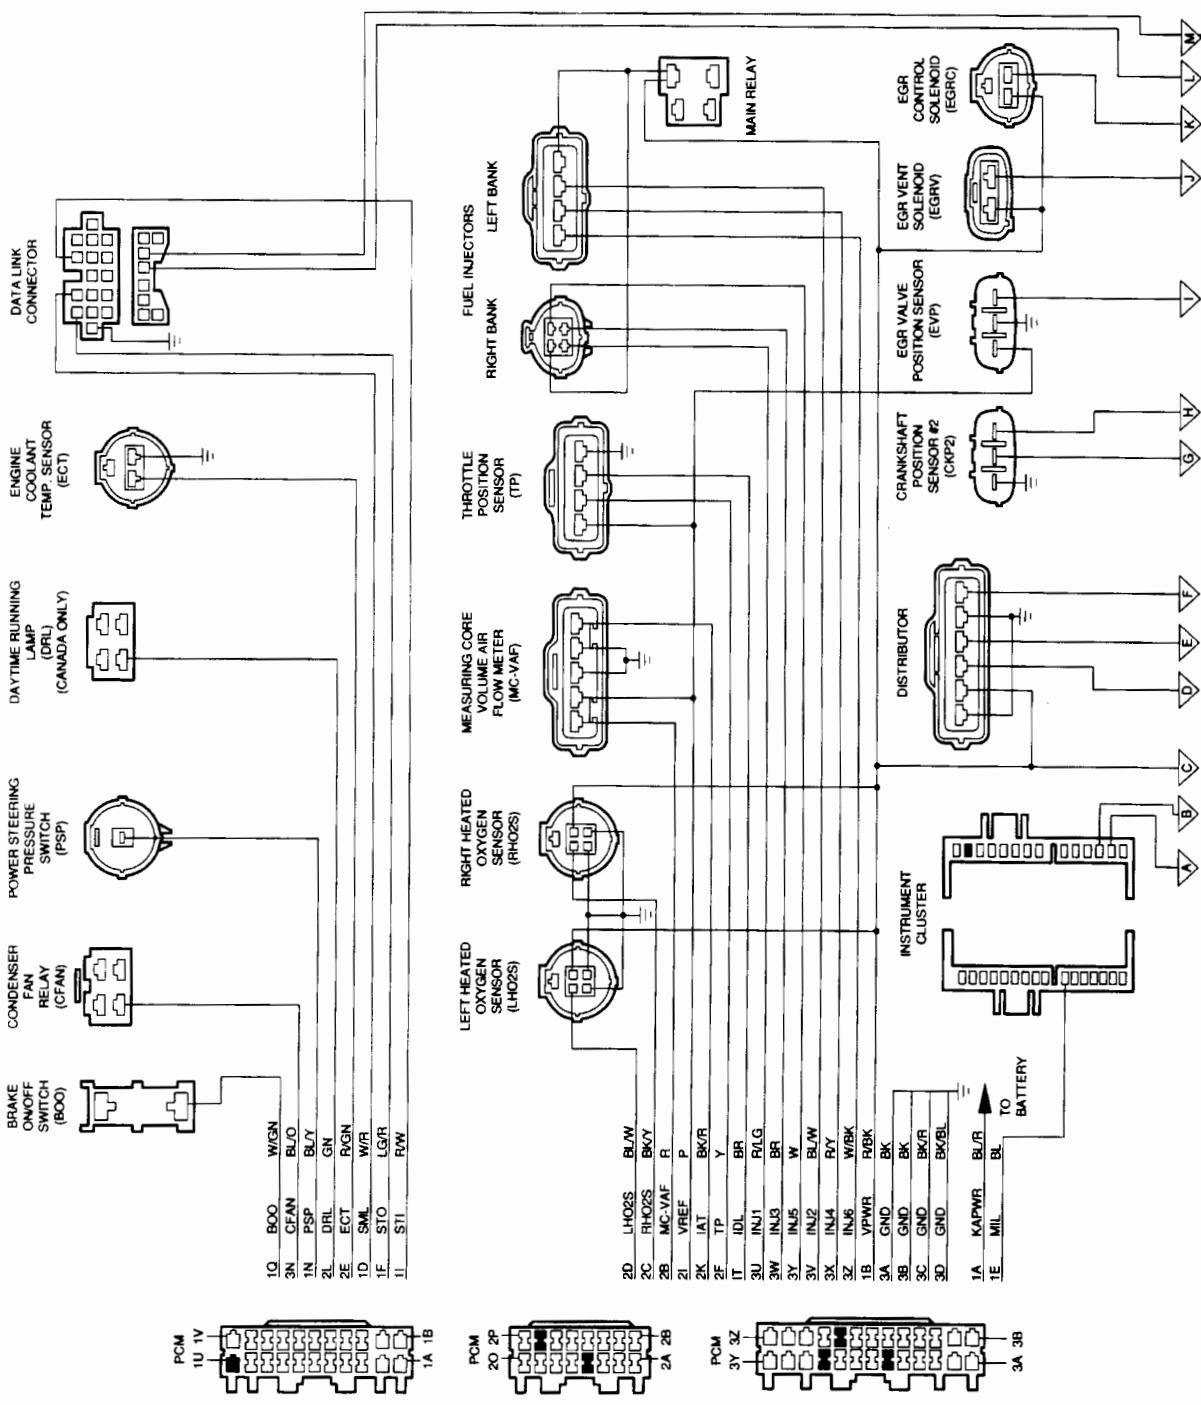 BRAKE
ON/OFF
SWITCH
(BOO)
CONDENSER
FAN
RELAY
(CFAN)
POWER STEERING
PRESSURE
SWITCH
(PSP)
DAYTIME RUNNING
LAMP
(DRL)
(CANADA ONLY)
ENGINE
COOLANT
TEMP. SENSOR
(ECT)
DATA LINK
CONNECTOR
PCM
1U 1V
1A 1B
1Q BOO W/GN
3N CFAN BL/O
1N PSP BL/Y
2L DRL GN
2E ECT R/GN
1D SML W/R
1F STO LG/R
1I STI R/W
LEFT HEATED
OXYGEN
SENSOR
(LHO2S)
RIGHT HEATED
OXYGEN
SENSOR
(RHO2S)
MEASURING CORE
VOLUME AIR
FLOW METER
(MC-VAF)
THROTTLE
POSITION
SENSOR
(TP)
FUEL INJECTORS
RIGHT BANK
LEFT BANK
MAIN RELAY
PCM
2O 2P
2A 2B
2D LHO2S BL/W
2C RHO2S BK/Y
2B MC-VAF R
2I VREF P
2K IAT BK/R
2F TP Y
IT IDL BR
3U INJ1 R/LG
3W INJ3 BR
3Y INJ5 W
3V INJ2 BL/W
3X INJ4 R/Y
3Z INJ6 W/BK
1B VPWR R/BK
3A GND BK
3B GND BK
3C GND BK/R
3D GND BK/BL
1A KAPWR BL/R
1E MIL BL
TO
BATTERY
PCM
3Y 3Z
3A 3B
INSTRUMENT
CLUSTER
DISTRIBUTOR
CRANKSHAFT
POSITION
SENSOR #2
(CKP2)
EGR VALVE
POSITION SENSOR
(EVP)
EGR VENT
SOLENOID
(EGRV)
EGR
CONTROL
SOLENOID
(EGRC)
A
B
C
D
E
F
G
H
I
J
K
L
M